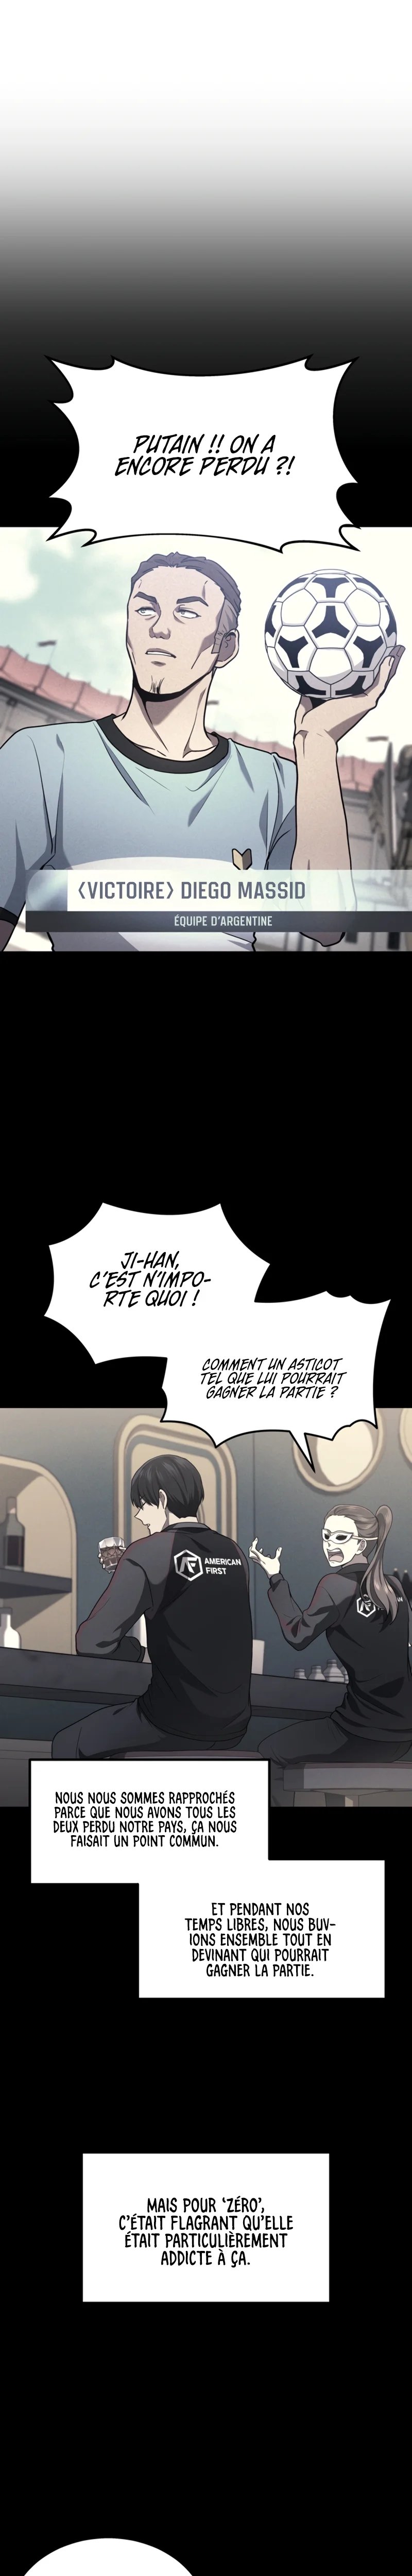 PUTAIN !! ON A
ENCORE PERDU ?!
<VICTOIRE> DIEGO MASSID
ÉQUIPE D'ARGENTINE
JI-HAN,
C'EST N'IMPO-
RTE QUOI !
COMMENT UN ASTICOT
TEL QUE LUI POURRAIT
GAGNER LA PARTIE ?
AMERICAN
FIRST
NOUS NOUS SOMMES RAPPROCHÉS
PARCE QUE NOUS AVONS TOUS LES
DEUX PERDU NOTRE PAYS, ÇA NOUS
FAISAIT UN POINT COMMUN.
ET PENDANT NOS
TEMPS LIBRES, NOUS BUV-
IONS ENSEMBLE TOUT EN
DEVINANT QUI POURRAIT
GAGNER LA PARTIE.
MAIS POUR 'ZÉRO',
C'ÉTAIT FLAGRANT QU'ELLE
ÉTAIT PARTICULIÈREMENT
ADDICTE À ÇA.